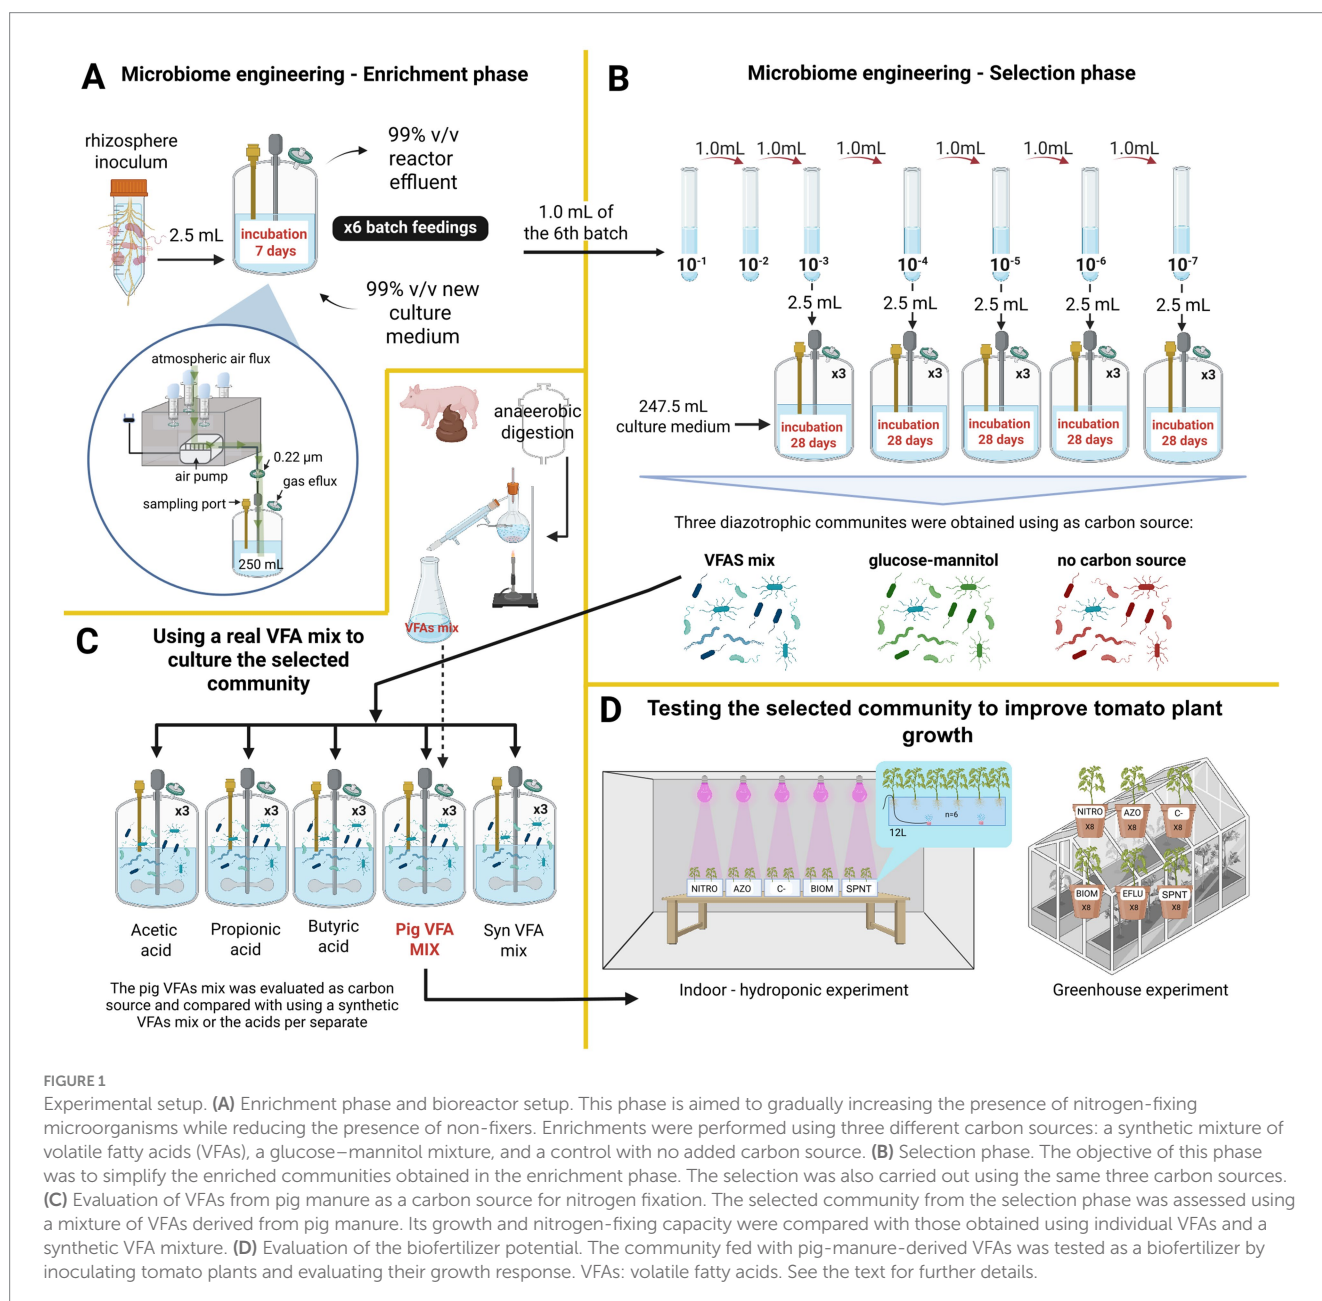 A Microbiome engineering - Enrichment phase
rhizosphere
inoculum
2.5 mL
incubation
7 days
99% v/v
reactor
effluent
x6 batch feedings
99% v/v new
culture
medium
atmospheric air flux
air pump
0.22 µm
gas eflux
sampling port
250 mL
anaerobic
digestion
VFAs mix
B Microbiome engineering - Selection phase
1.0mL 1.0mL 1.0mL 1.0mL 1.0mL 1.0mL
1.0 mL of
the 6th batch
10-1 10-2 10-3 10-4 10-5 10-6 10-7
2.5 mL 2.5 mL 2.5 mL 2.5 mL 2.5 mL
x3 x3 x3 x3 x3
247.5 mL
culture medium
incubation incubation incubation incubation incubation
28 days 28 days 28 days 28 days 28 days
Three diazotrophic communites were obtained using as carbon source:
VFAS mix glucose-mannitol no carbon source
C Using a real VFA mix to
culture the selected
community
x3 x3 x3 x3 x3
Acetic
acid
Propionic
acid
Butyric
acid
Pig VFA
MIX
Syn VFA
mix
The pig VFAs mix was evaluated as carbon
source and compared with using a synthetic
VFAs mix or the acids per separate
D Testing the selected community to improve tomato plant
growth
n=6
12L
NITRO AZO C- BIOM SPNT
Indoor - hydroponic experiment
NITRO AZO C-
X8 X8 X8
BIOM EFLU SPNT
X8 X8 X8
Greenhouse experiment
FIGURE 1
Experimental setup. (A) Enrichment phase and bioreactor setup. This phase is aimed to gradually increasing the presence of nitrogen-fixing
microorganisms while reducing the presence of non-fixers. Enrichments were performed using three different carbon sources: a synthetic mixture of
volatile fatty acids (VFAs), a glucose–mannitol mixture, and a control with no added carbon source. (B) Selection phase. The objective of this phase
was to simplify the enriched communities obtained in the enrichment phase. The selection was also carried out using the same three carbon sources.
(C) Evaluation of VFAs from pig manure as a carbon source for nitrogen fixation. The selected community from the selection phase was assessed using
a mixture of VFAs derived from pig manure. Its growth and nitrogen-fixing capacity were compared with those obtained using individual VFAs and a
synthetic VFA mixture. (D) Evaluation of the biofertilizer potential. The community fed with pig-manure-derived VFAs was tested as a biofertilizer by
inoculating tomato plants and evaluating their growth response. VFAs: volatile fatty acids. See the text for further details.